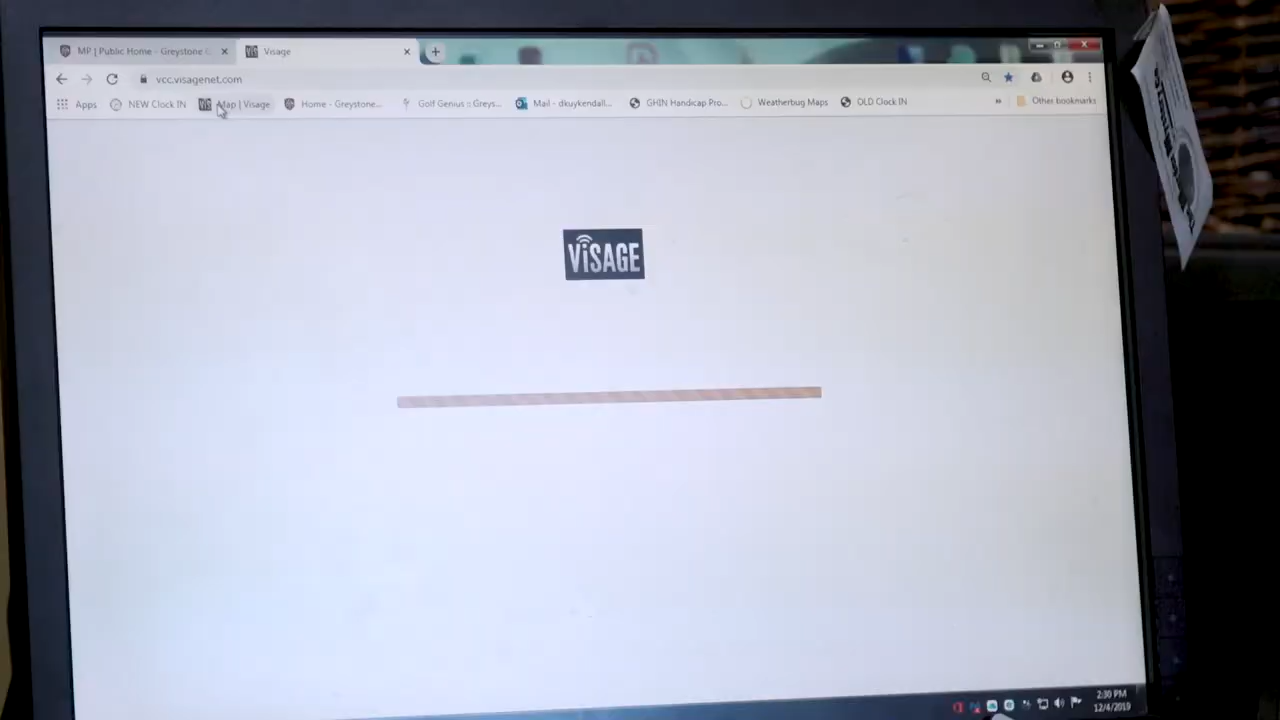 MP | Public Home - Greystone
Visage
vcc.visagenet.com
Apps NEW Clock IN Map | Visage Home - Greystone... Golf Genius :: Greys... Mail - dkuykendall... GHIN Handicap Pro... Weatherbug Maps OLD Clock IN » Other bookmarks
ViSAGE
2:30 PM
12/4/2019